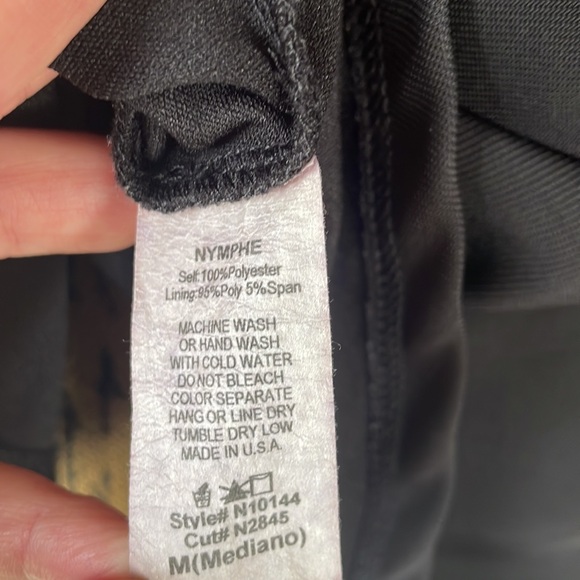 NYMPHE
Self:100%Polyester
Lining:95%Poly 5%Span
MACHINE WASH
OR HAND WASH
WITH COLD WATER
DO NOT BLEACH
COLOR SEPARATE
HANG OR LINE DRY
TUMBLE DRY LOW
MADE IN U.S.A.
Style# N10144
Cut# N2845
M(Mediano)